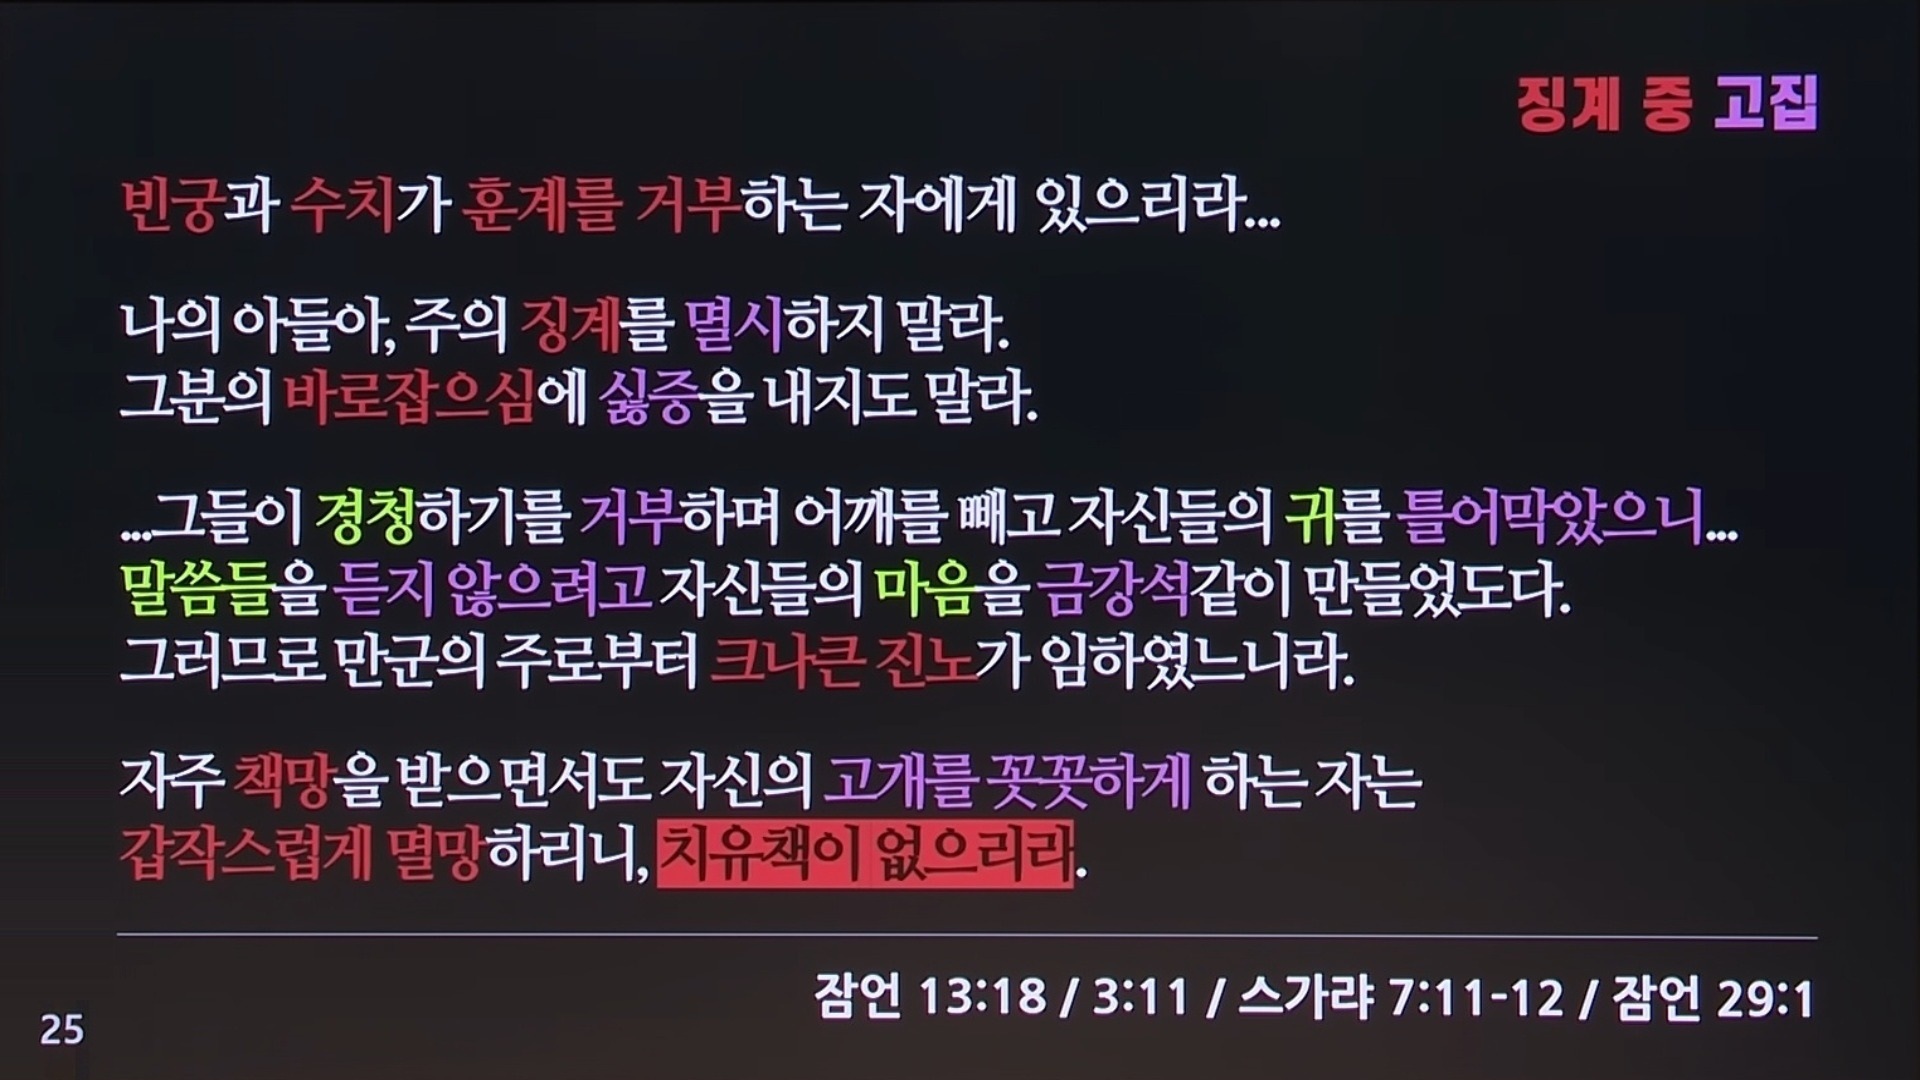 징계 중 고집
빈궁과 수치가 훈계를 거부하는 자에게 있으리라...
나의 아들아, 주의 징계를 멸시하지 말라.
그분의 바로잡으심에 싫증을 내지도 말라.
...그들이 경청하기를 거부하며 어깨를 빼고 자신들의 귀를 틀어막았으니...
말씀들을 듣지 않으려고 자신들의 마음을 금강석같이 만들었도다.
그러므로 만군의 주로부터 크나큰 진노가 임하였느니라.
자주 책망을 받으면서도 자신의 고개를 꼿꼿하게 하는 자는
갑작스럽게 멸망하리니, 치유책이 없으리라.
잠언 13:18 / 3:11 / 스가랴 7:11-12 / 잠언 29:1
25